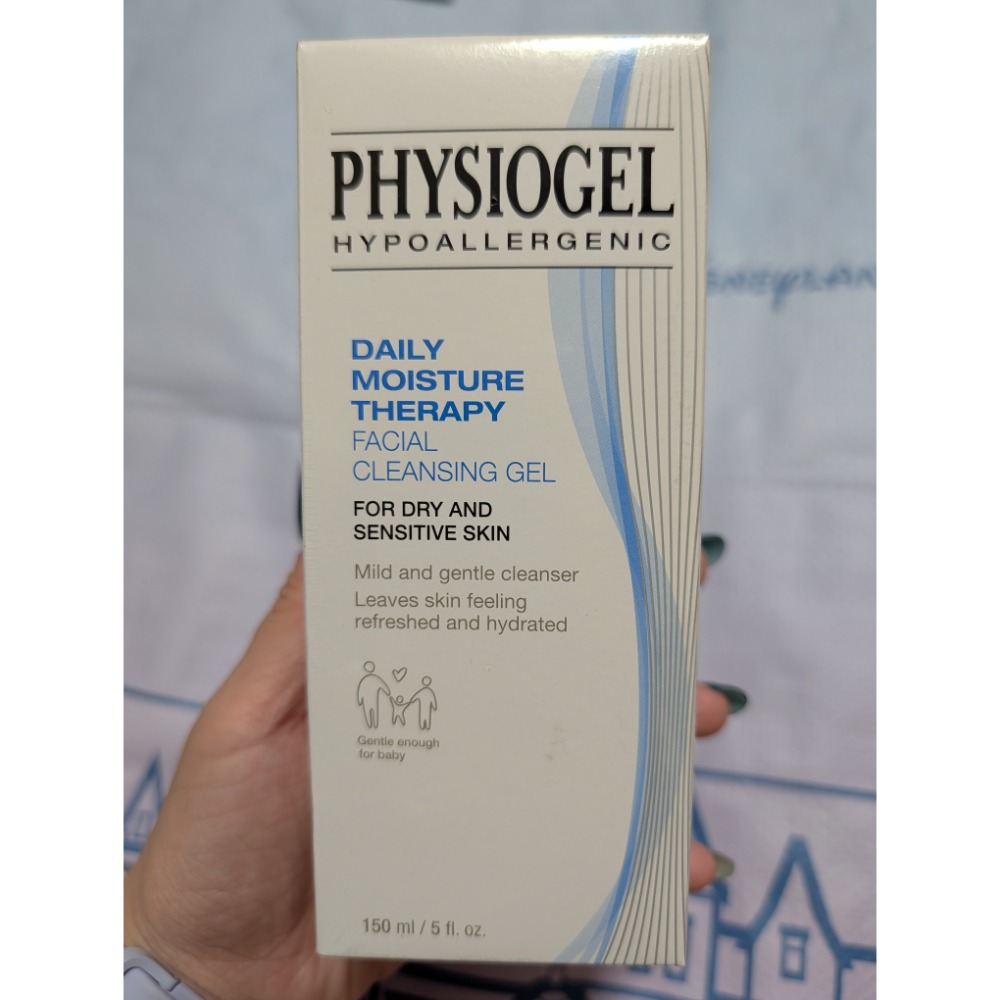 PHYSIOGEL
HYPOALLERGENIC
DAILY
MOISTURE
THERAPY
FACIAL
CLEANSING GEL
FOR DRY AND
SENSITIVE SKIN
Mild and gentle cleanser
Leaves skin feeling
refreshed and hydrated
Gentle enough
for baby
150 ml / 5 fl. oz.